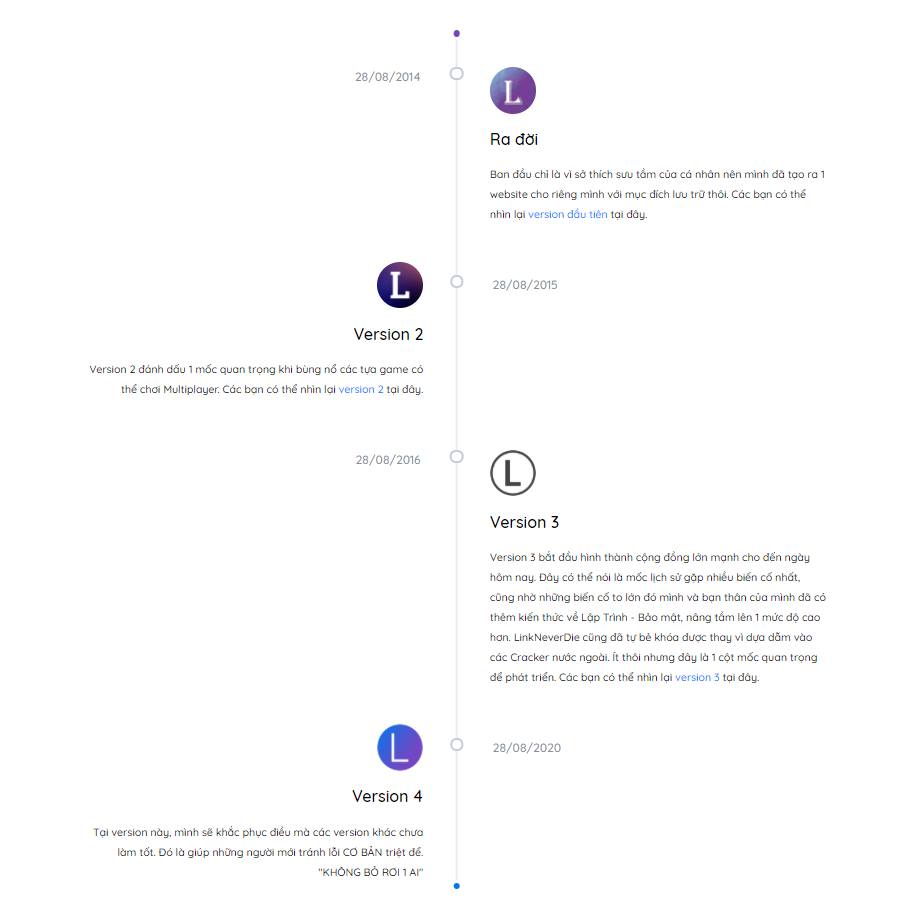 28/08/2014
L
Ra đời
Ban đầu chỉ là vì sở thích sưu tầm của cá nhân nên mình đã tạo ra 1
website cho riêng mình với mục đích lưu trữ thôi. Các bạn có thể
nhìn lại version đầu tiên tại đây.
L
28/08/2015
Version 2
Version 2 đánh dấu 1 mốc quan trọng khi bùng nổ các tựa game có
thể chơi Multiplayer. Các bạn có thể nhìn lại version 2 tại đây.
28/08/2016
L
Version 3
Version 3 bắt đầu hình thành cộng đồng lớn mạnh cho đến ngày
hôm nay. Đây có thể nói là mốc lịch sử gặp nhiều biến cố nhất,
cũng nhờ những biến cố to lớn đó mình và bạn thân của mình đã có
thêm kiến thức về Lập Trình - Bảo mật, nâng tầm lên 1 mức độ cao
hơn. LinkNeverDie cũng đã tự bẻ khóa được thay vì dựa dẫm vào
các Cracker nước ngoài. Ít thôi nhưng đây là 1 cột mốc quan trọng
để phát triển. Các bạn có thể nhìn lại version 3 tại đây.
L
28/08/2020
Version 4
Tại version này, mình sẽ khắc phục điều mà các version khác chưa
làm tốt. Đó là giúp những người mới tránh lỗi CƠ BẢN triệt để.
"KHÔNG BỎ RƠI 1 AI"